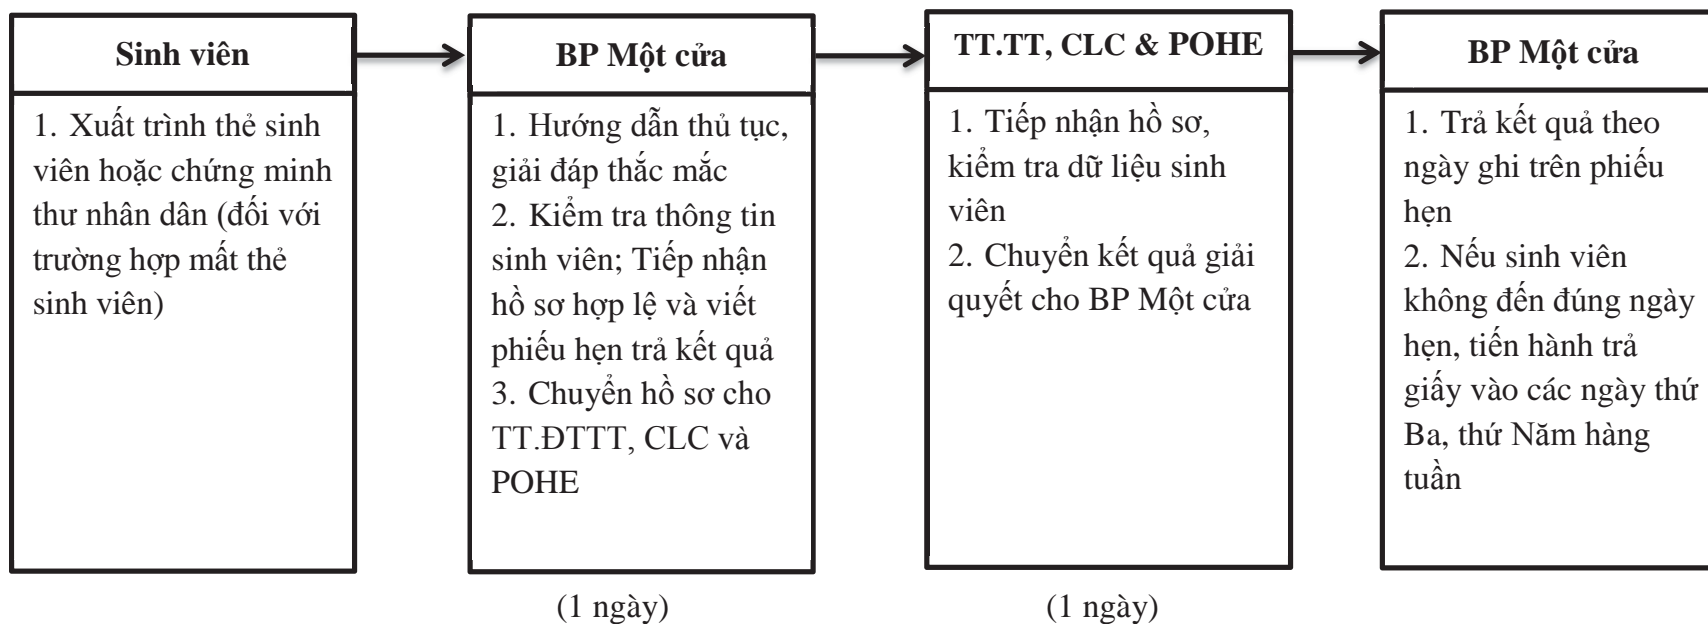 Sinh viên
1. Xuất trình thẻ sinh
viên hoặc chứng minh
thư nhân dân (đối với
trường hợp mất thẻ
sinh viên)
BP Một cửa
1. Hướng dẫn thủ tục,
giải đáp thắc mắc
2. Kiểm tra thông tin
sinh viên; Tiếp nhận
hồ sơ hợp lệ và viết
phiếu hẹn trả kết quả
3. Chuyển hồ sơ cho
TT.ĐTTT, CLC và
POHE
(1 ngày)
TT.TT, CLC & POHE
1. Tiếp nhận hồ sơ,
kiểm tra dữ liệu sinh
viên
2. Chuyển kết quả giải
quyết cho BP Một cửa
(1 ngày)
BP Một cửa
1. Trả kết quả theo
ngày ghi trên phiếu
hẹn
2. Nếu sinh viên
không đến đúng ngày
hẹn, tiến hành trả
giấy vào các ngày thứ
Ba, thứ Năm hàng
tuần